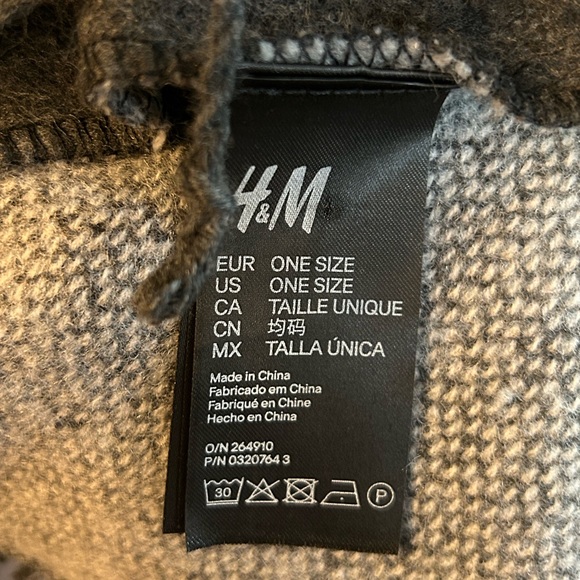 H&M
EUR ONE SIZE
US ONE SIZE
CA TAILLE UNIQUE
CN 均码
MX TALLA ÚNICA
Made in China
Fabricado em China
Fabriqué en Chine
Hecho en China
O/N 264910
P/N 0320764 3
30 P